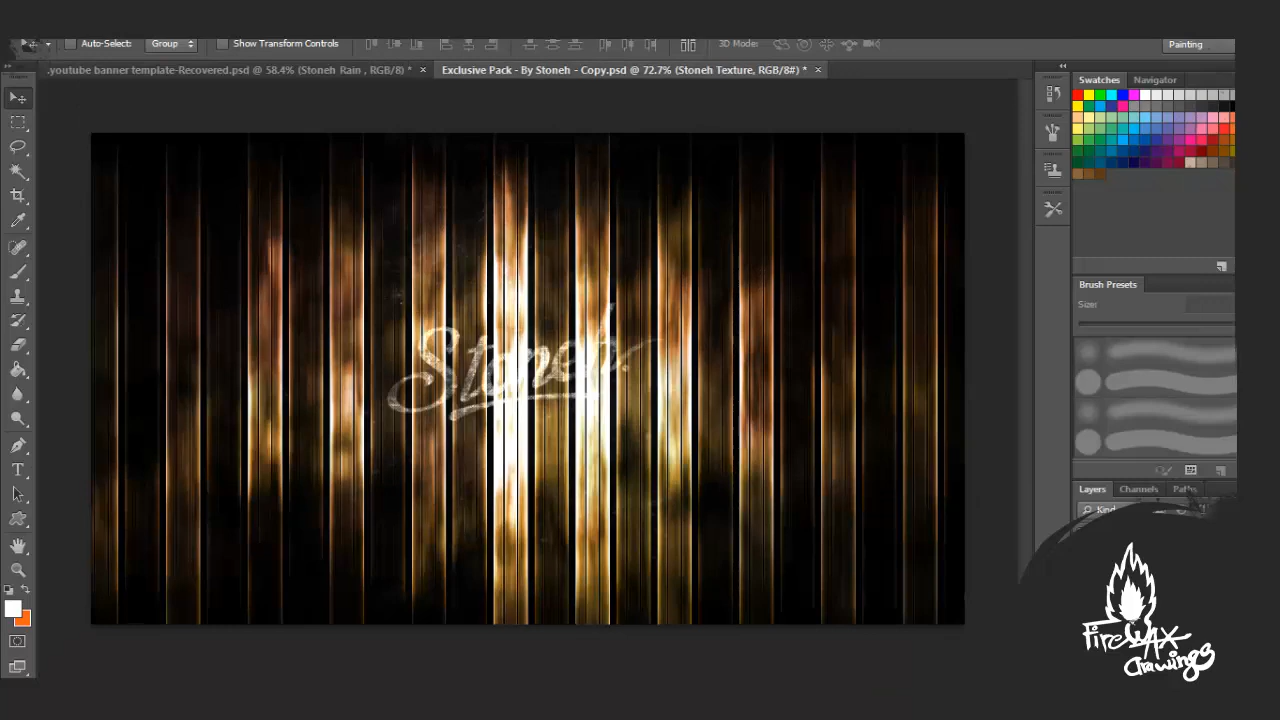 Auto-Select: Group Show Transform Controls 3D Mode: Painting
.youtube banner template-Recovered.psd @ 58.4% (Stoneh Rain , RGB/8) * × Exclusive Pack - By Stoneh - Copy.psd @ 72.7% (Stoneh Texture, RGB/8#) * ×
Swatches Navigator
Brush Presets
Size:
Stoneh.
Layers Channels Paths
Kind
FireWAX
drawings